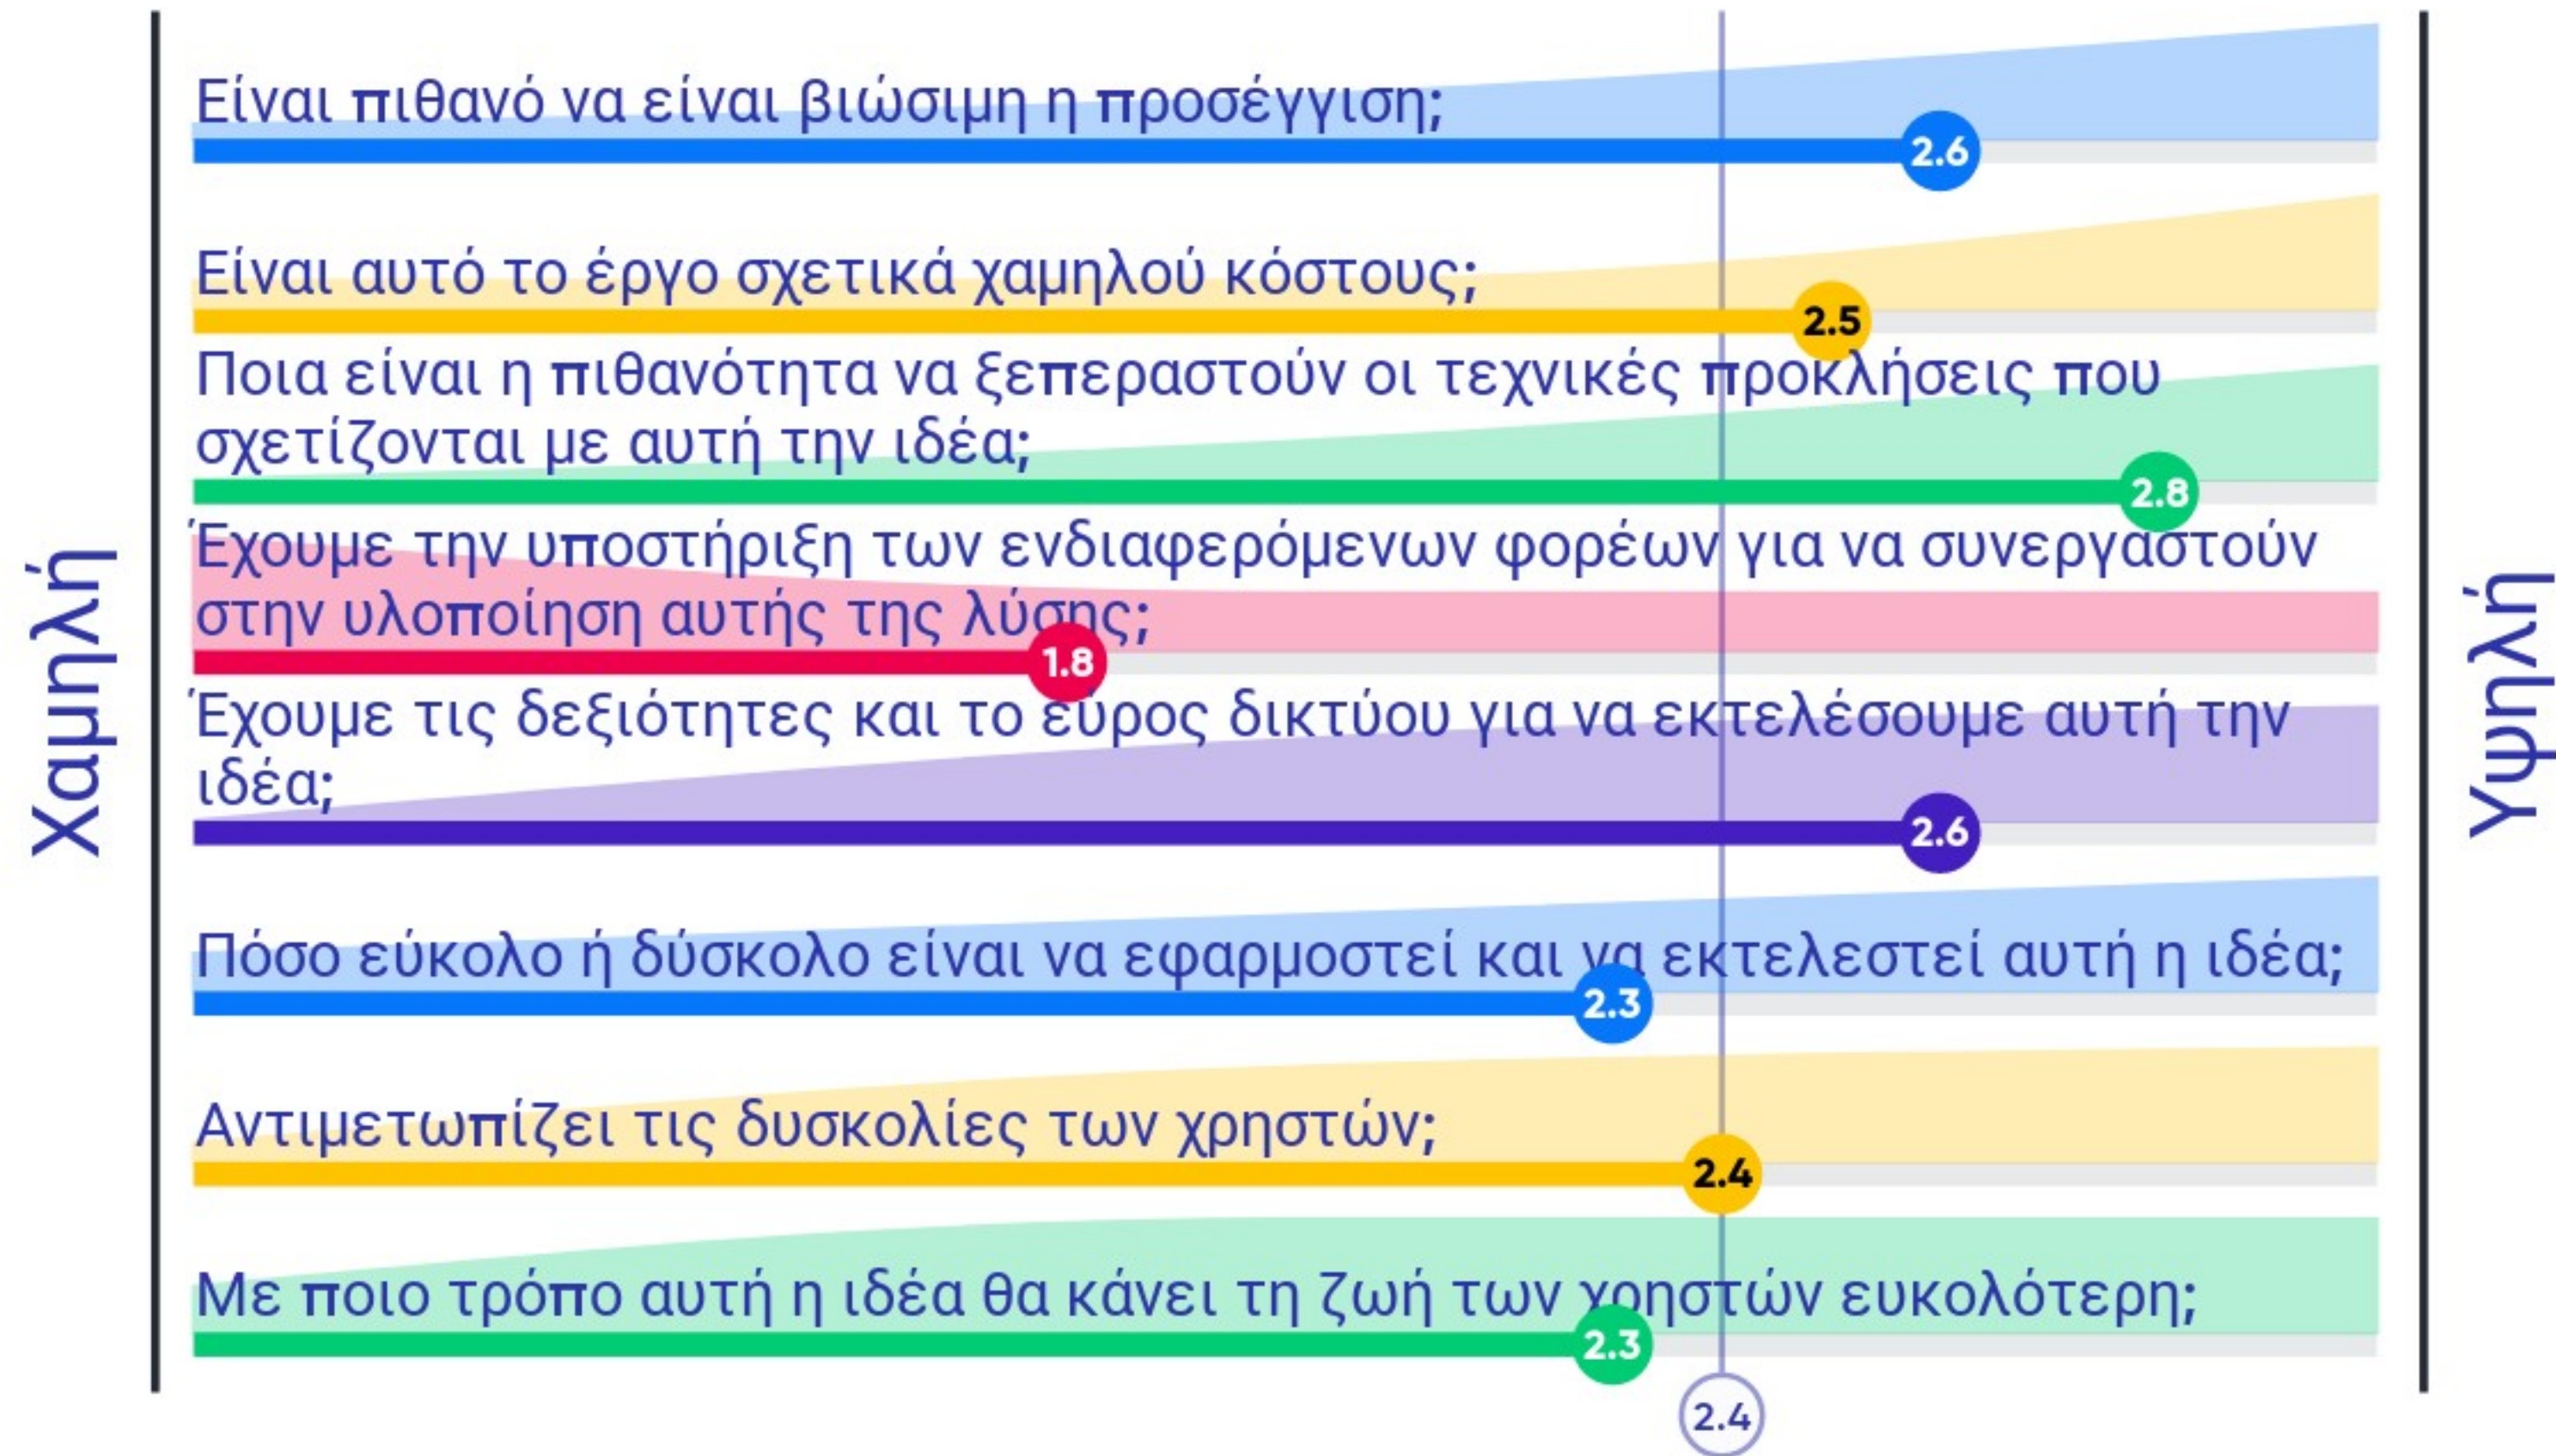 Είναι πιθανό να είναι βιώσιμη η προσέγγιση;
2.6
Είναι αυτό το έργο σχετικά χαμηλού κόστους;
2.5
Ποια είναι η πιθανότητα να ξεπεραστούν οι τεχνικές προκλήσεις που
σχετίζονται με αυτή την ιδέα;
2.8
Έχουμε την υποστήριξη των ενδιαφερόμενων φορέων για να συνεργαστούν
στην υλοποίηση αυτής της λύσης;
1.8
Έχουμε τις δεξιότητες και το εύρος δικτύου για να εκτελέσουμε αυτή την
ιδέα;
2.6
Πόσο εύκολο ή δύσκολο είναι να εφαρμοστεί και να εκτελεστεί αυτή η ιδέα;
2.3
Αντιμετωπίζει τις δυσκολίες των χρηστών;
2.4
Με ποιο τρόπο αυτή η ιδέα θα κάνει τη ζωή των χρηστών ευκολότερη;
2.3
2.4
Χαμηλή
Υψηλή